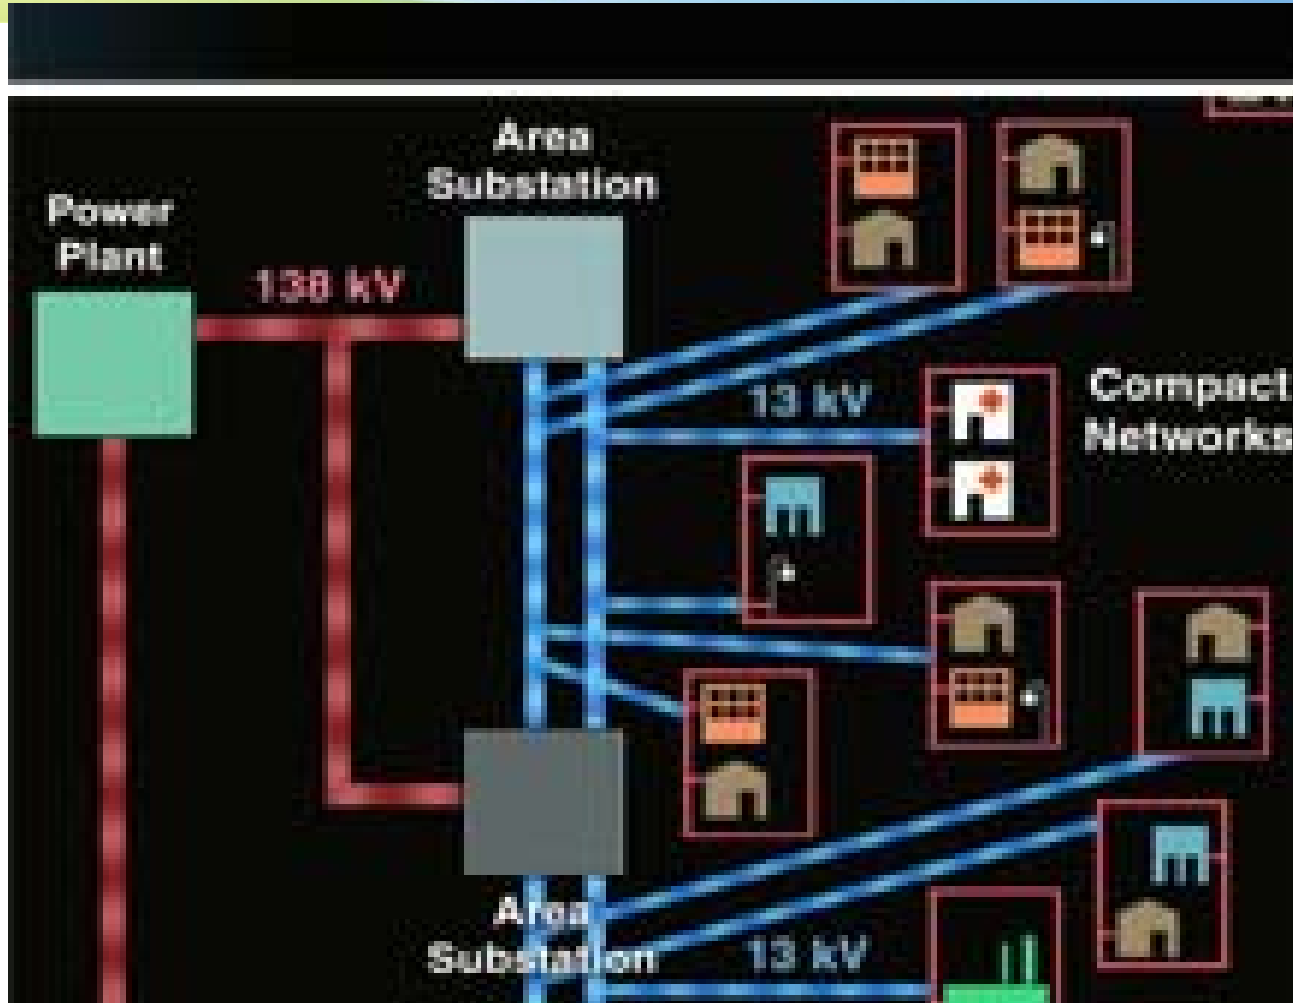 Area
Substation
Power
Plant
138 kV
13 kV
Compact
Networks
Area
Substation
13 kV